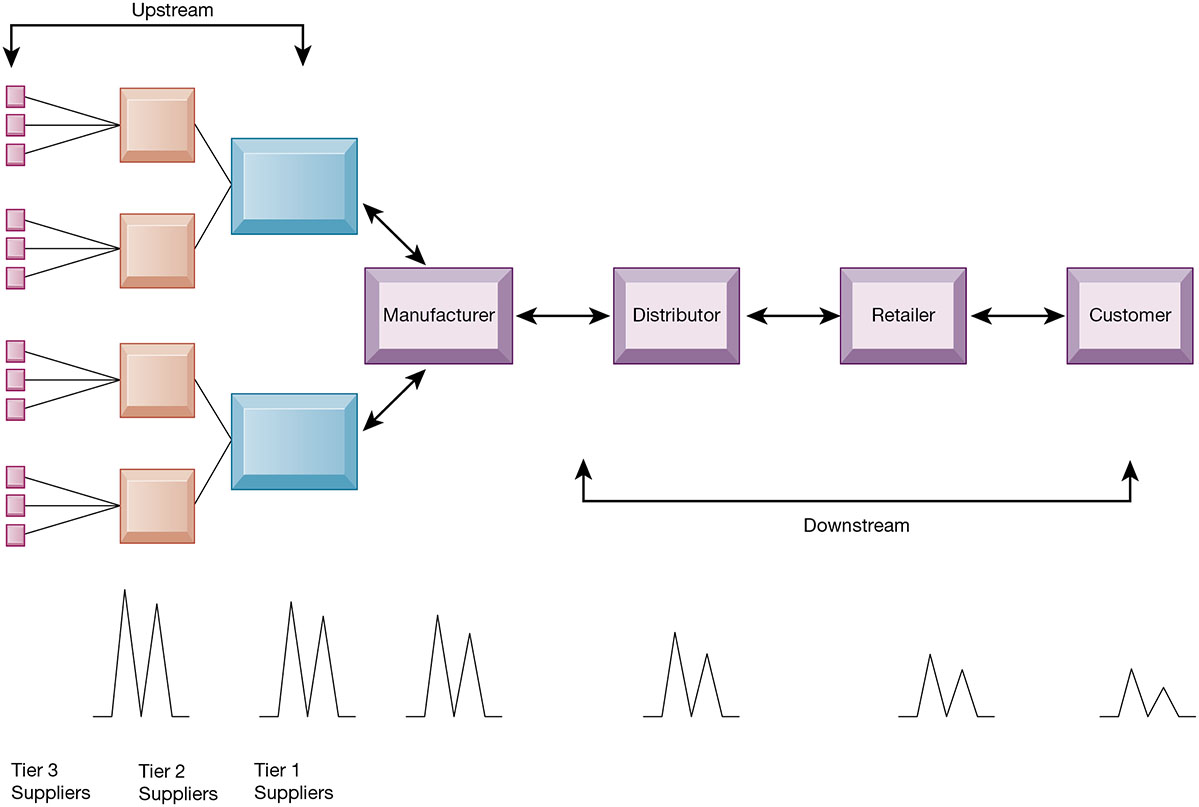 Upstream
Manufacturer
Distributor
Retailer
Customer
Downstream
Tier 3
Suppliers
Tier 2
Suppliers
Tier 1
Suppliers